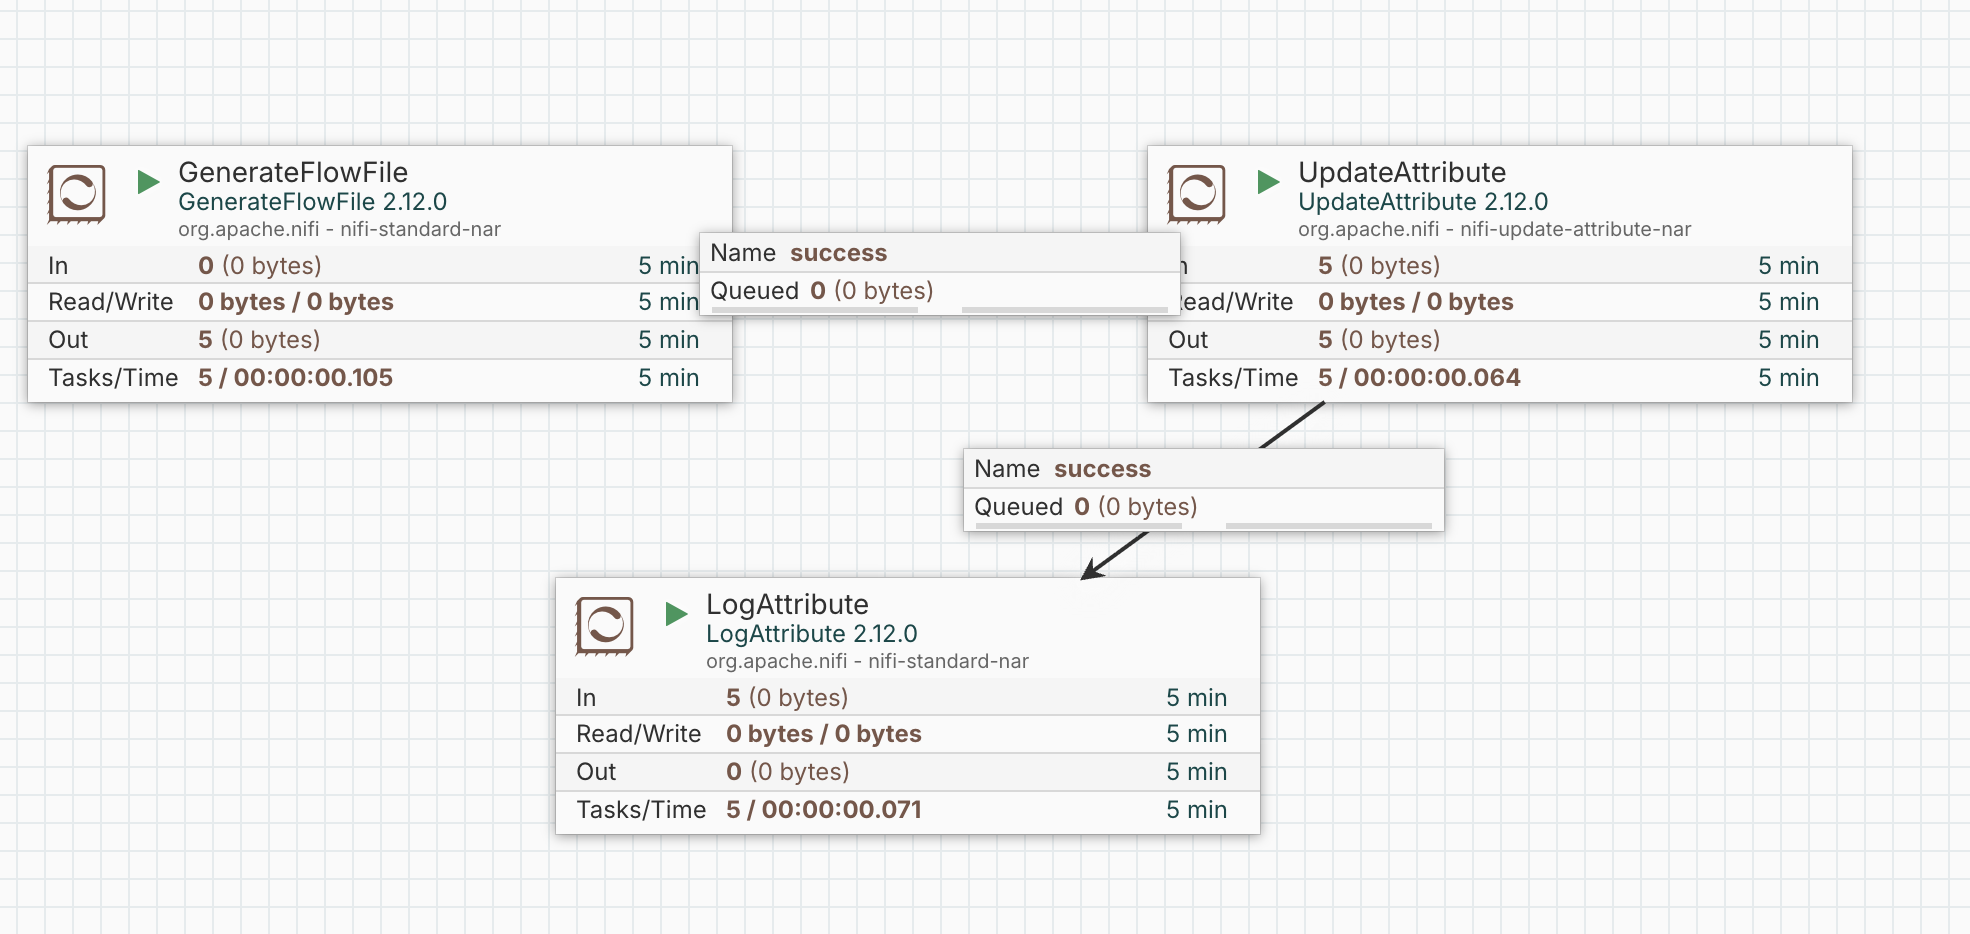 GenerateFlowFile
GenerateFlowFile 2.12.0
org.apache.nifi - nifi-standard-nar
In 0 (0 bytes) 5 min
Read/Write 0 bytes / 0 bytes 5 min
Out 5 (0 bytes) 5 min
Tasks/Time 5 / 00:00:00.105 5 min
Name success
Queued 0 (0 bytes)
UpdateAttribute
UpdateAttribute 2.12.0
org.apache.nifi - nifi-update-attribute-nar
5 (0 bytes) 5 min
Read/Write 0 bytes / 0 bytes 5 min
Out 5 (0 bytes) 5 min
Tasks/Time 5 / 00:00:00.064 5 min
Name success
Queued 0 (0 bytes)
LogAttribute
LogAttribute 2.12.0
org.apache.nifi - nifi-standard-nar
In 5 (0 bytes) 5 min
Read/Write 0 bytes / 0 bytes 5 min
Out 0 (0 bytes) 5 min
Tasks/Time 5 / 00:00:00.071 5 min